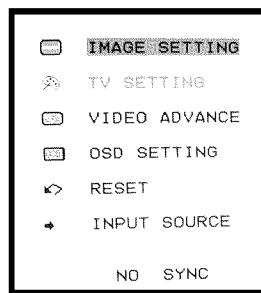 IMAGE SETTING
TV SETTING
VIDEO ADVANCE
OSD SETTING
RESET
INPUT SOURCE
NO SYNC